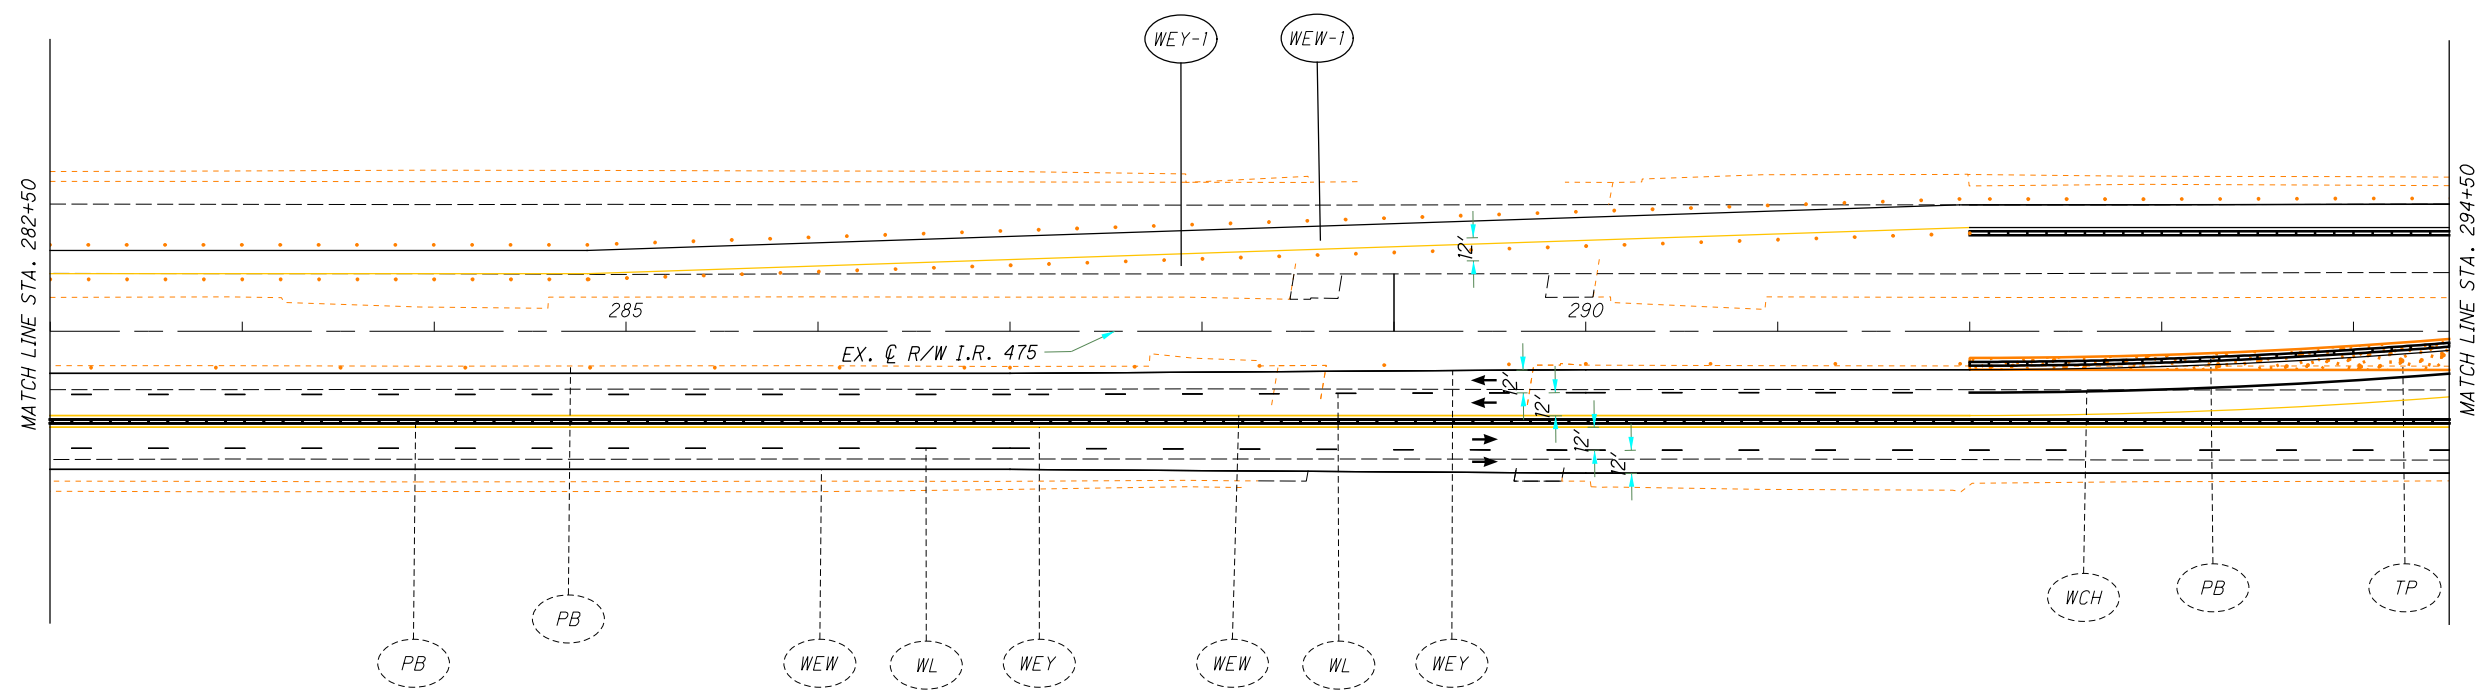 WEY-1
WEW-1
MATCH LINE STA. 282+50
MATCH LINE STA. 294+50
12'
285
290
EX. ℄ R/W I.R. 475
12'
12'
12'
12'
WCH
PB
TP
PB
PB
WEW
WL
WEY
WEW
WL
WEY